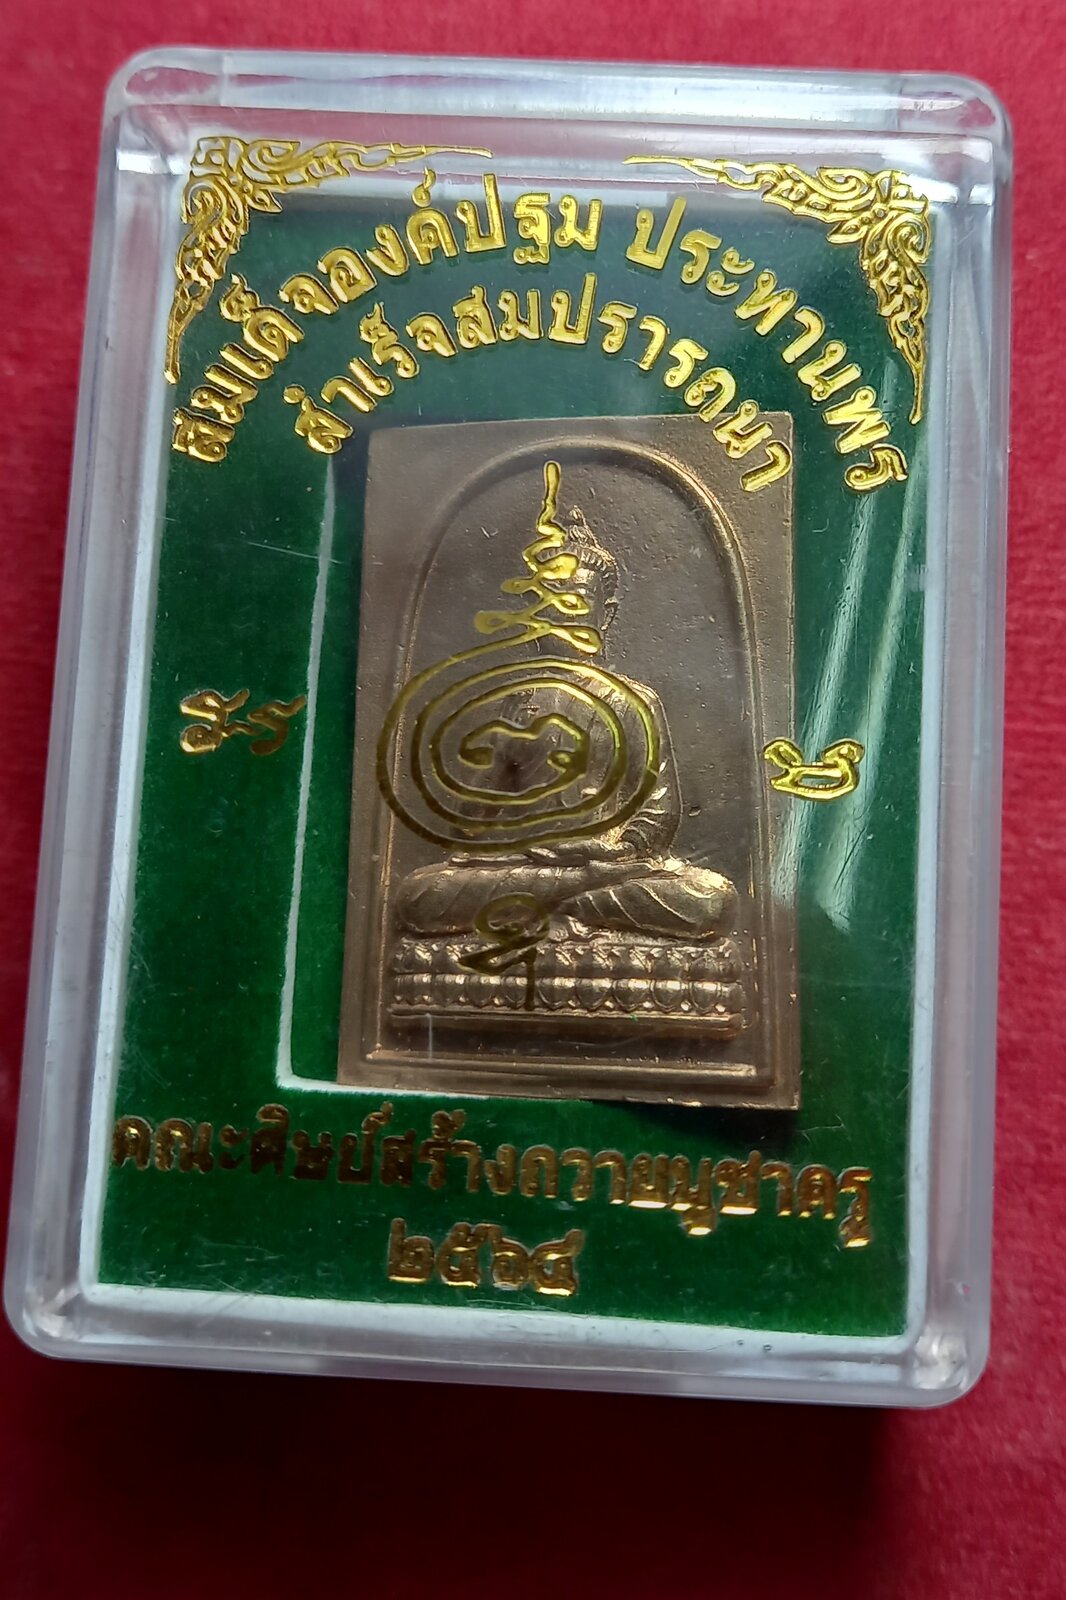 สมเด็จองค์ปฐม ประทานพร
สำเร็จสมปรารถนา
คณะศิษย์สร้างถวายบูชาครู
๒๕๖๔